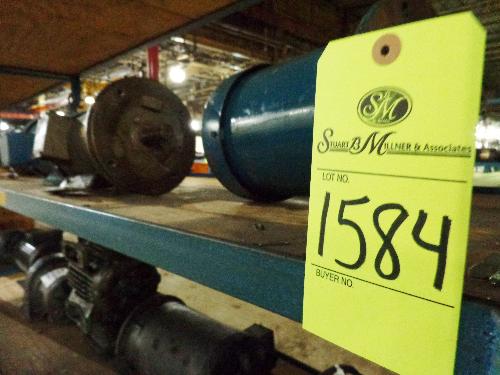 SM
STUART B MILLNER & ASSOCIATES
LOT NO.
1584
BUYER NO.